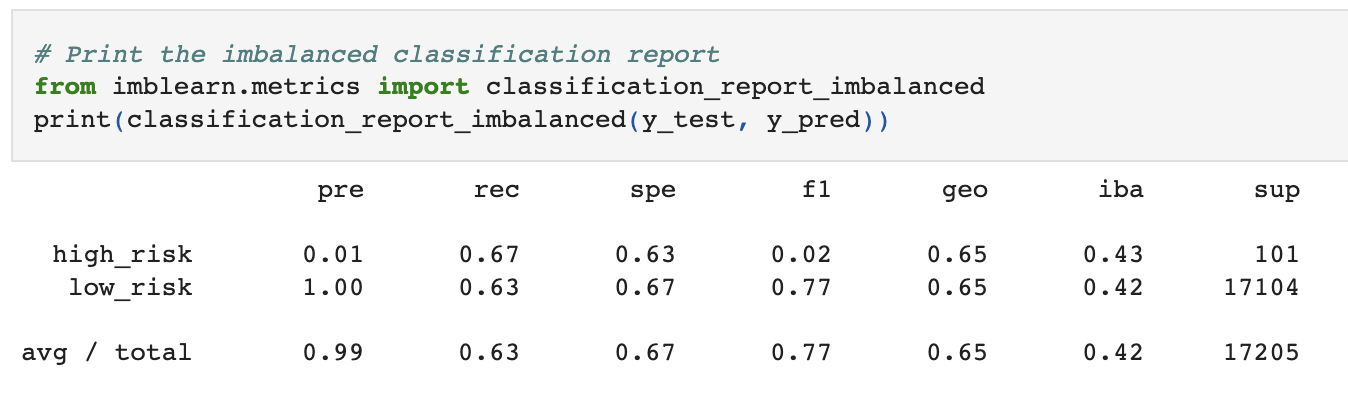 # Print the imbalanced classification report
from imblearn.metrics import classification_report_imbalanced
print(classification_report_imbalanced(y_test, y_pred))
pre rec spe f1 geo iba sup
high_risk 0.01 0.67 0.63 0.02 0.65 0.43 101
low_risk 1.00 0.63 0.67 0.77 0.65 0.42 17104
avg / total 0.99 0.63 0.67 0.77 0.65 0.42 17205